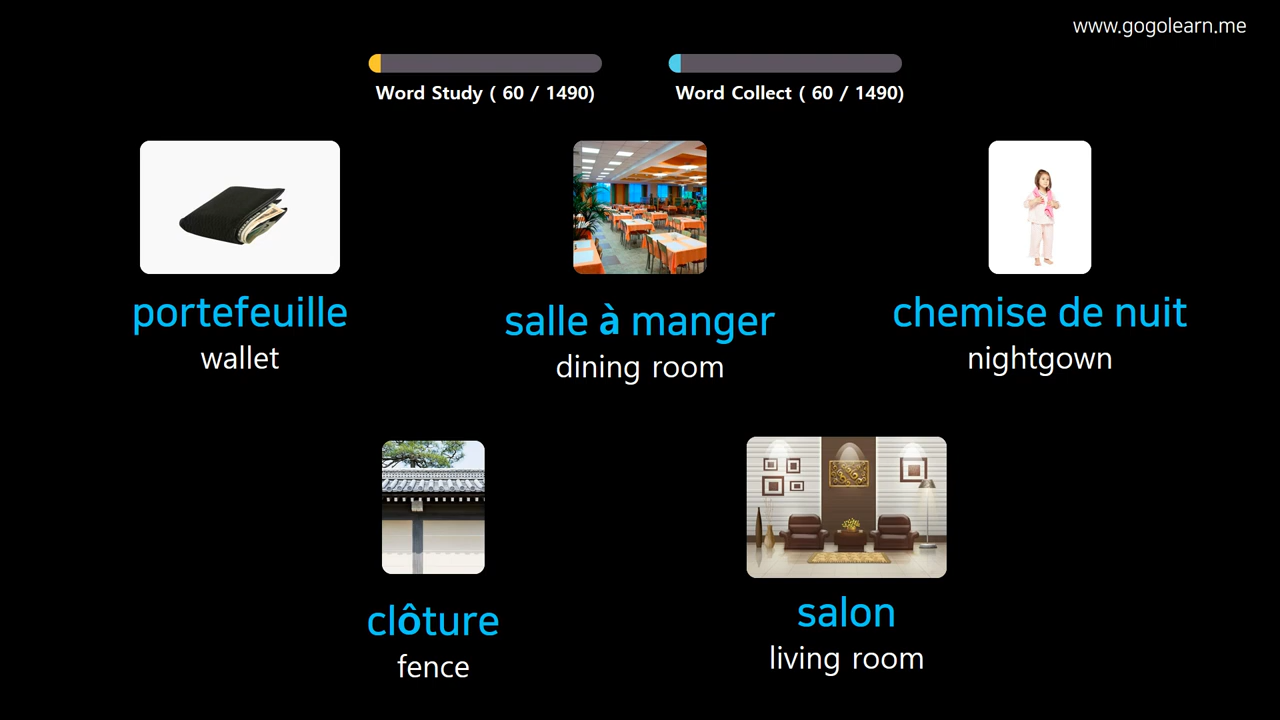 www.gogolearn.me
Word Study ( 60 / 1490)
Word Collect ( 60 / 1490)
portefeuille
wallet
salle à manger
dining room
chemise de nuit
nightgown
clôture
fence
salon
living room